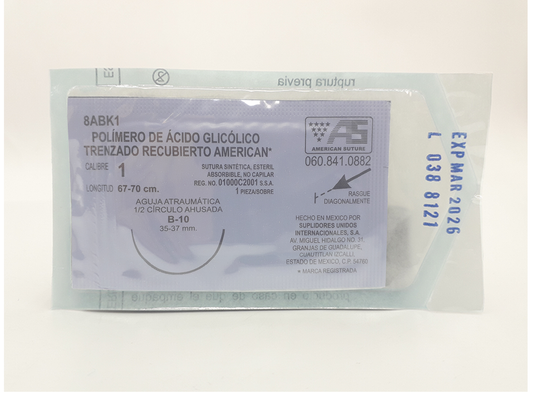 ruptura previa
8ABK1
POLÍMERO DE ÁCIDO GLICÓLICO
TRENZADO RECUBIERTO AMERICAN*
CALIBRE 1
LONGITUD 67-70 cm.
SUTURA SINTÉTICA, ESTERIL
ABSORBIBLE, NO CAPILAR
REG. NO. 01000C2001 S.S.A.
1 PIEZA/SOBRE
AGUJA ATRAUMÁTICA
1/2 CÍRCULO AHUSADA
B-10
35-37 mm.
AS
AMERICAN SUTURE
060.841.0882
RASGUE
DIAGONALMENTE
HECHO EN MÉXICO POR
SUPLIDORES UNIDOS
INTERNACIONALES, S.A.
AV. MIGUEL HIDALGO NO. 31,
GRANJAS DE GUADALUPE,
CUAUTITLÁN IZCALLI
ESTADO DE MÉXICO, C.P. 54760
* MARCA REGISTRADA
EXP MAR 2026
L 038 8121